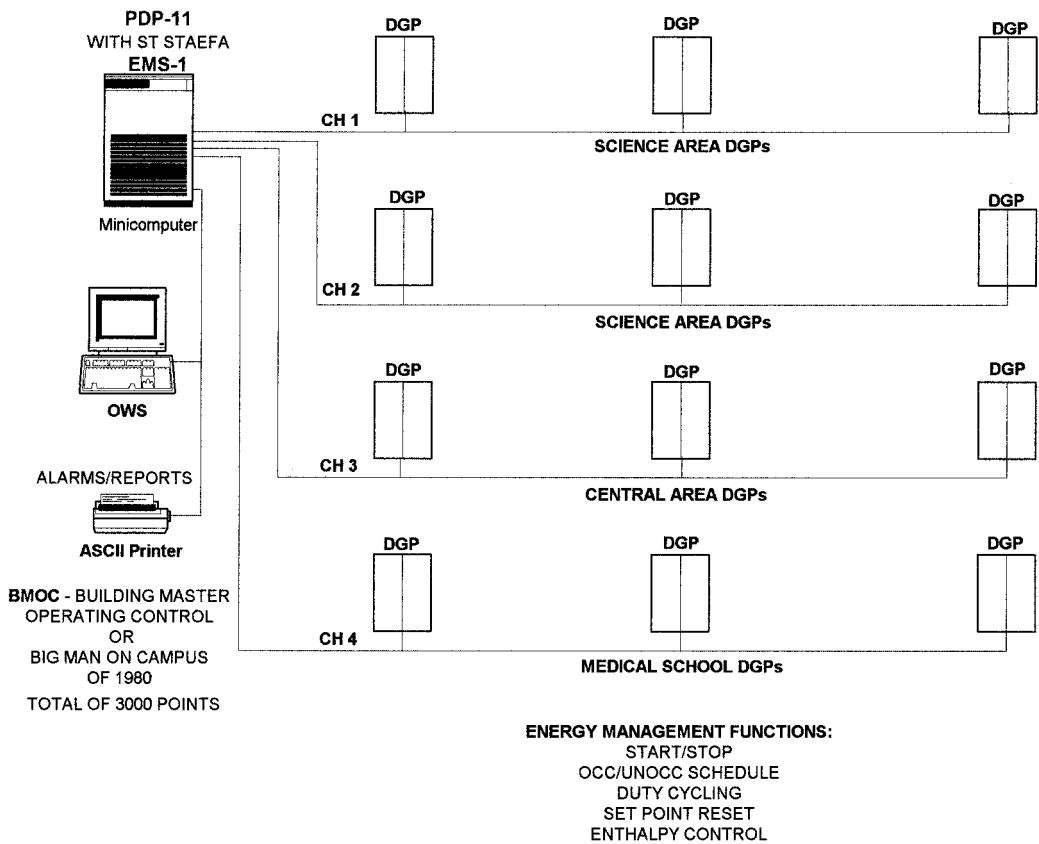 PDP-11
WITH ST STAEFA
EMS-1
Minicomputer
OWS
ALARMS/REPORTS
ASCII Printer
BMOC - BUILDING MASTER
OPERATING CONTROL
OR
BIG MAN ON CAMPUS
OF 1980
TOTAL OF 3000 POINTS
DGP DGP DGP
CH 1
SCIENCE AREA DGPs
DGP DGP DGP
CH 2
SCIENCE AREA DGPs
DGP DGP DGP
CH 3
CENTRAL AREA DGPs
DGP DGP DGP
CH 4
MEDICAL SCHOOL DGPs
ENERGY MANAGEMENT FUNCTIONS:
START/STOP
OCC/UNOCC SCHEDULE
DUTY CYCLING
SET POINT RESET
ENTHALPY CONTROL